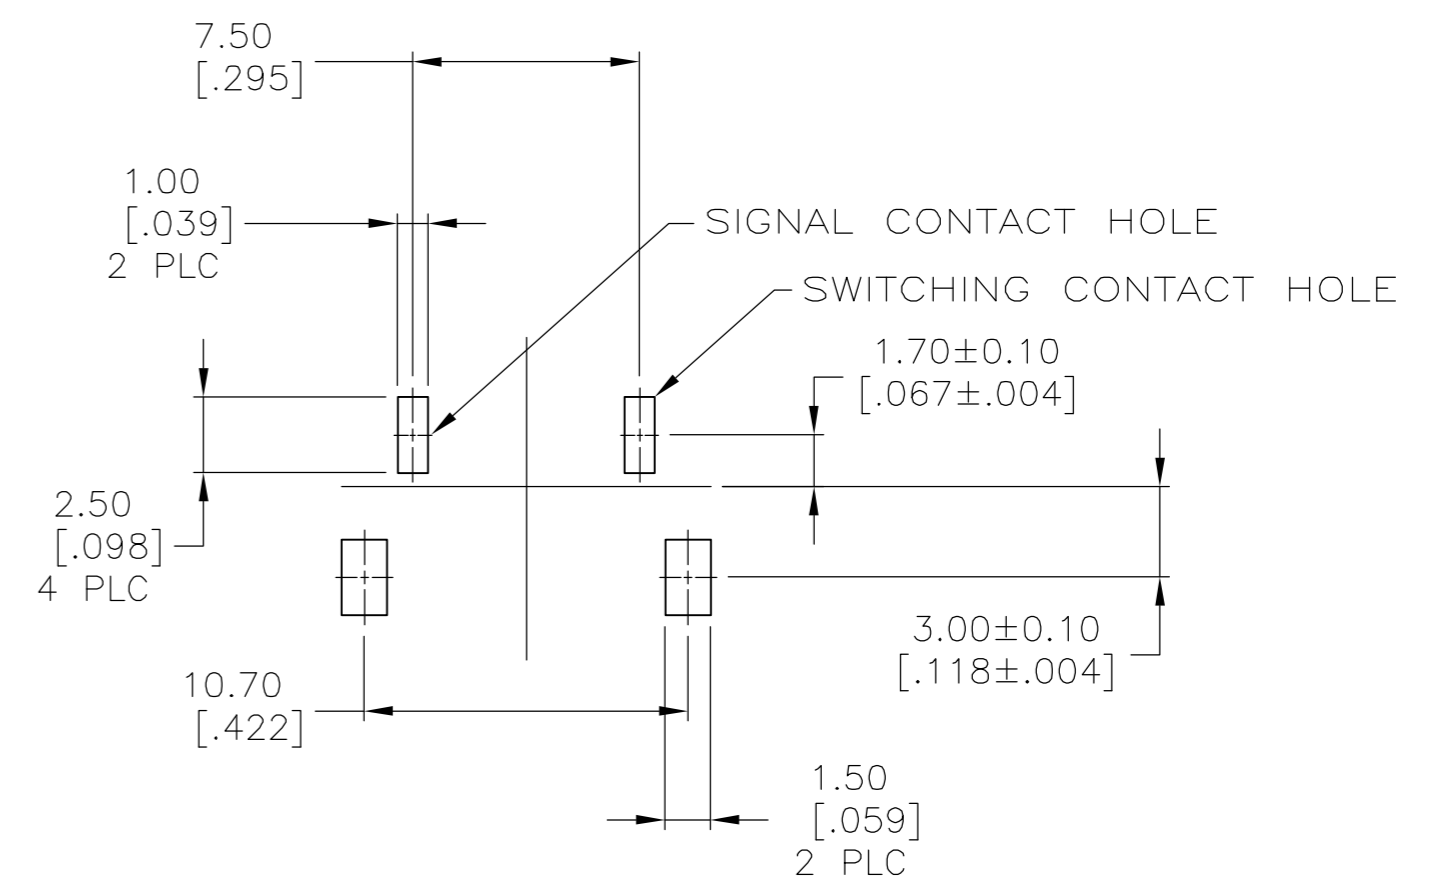 7.50
[.295]
1.00
[.039]
2 PLC
SIGNAL CONTACT HOLE
SWITCHING CONTACT HOLE
1.70±0.10
[.067±.004]
2.50
[.098]
4 PLC
3.00±0.10
[.118±.004]
10.70
[.422]
1.50
[.059]
2 PLC